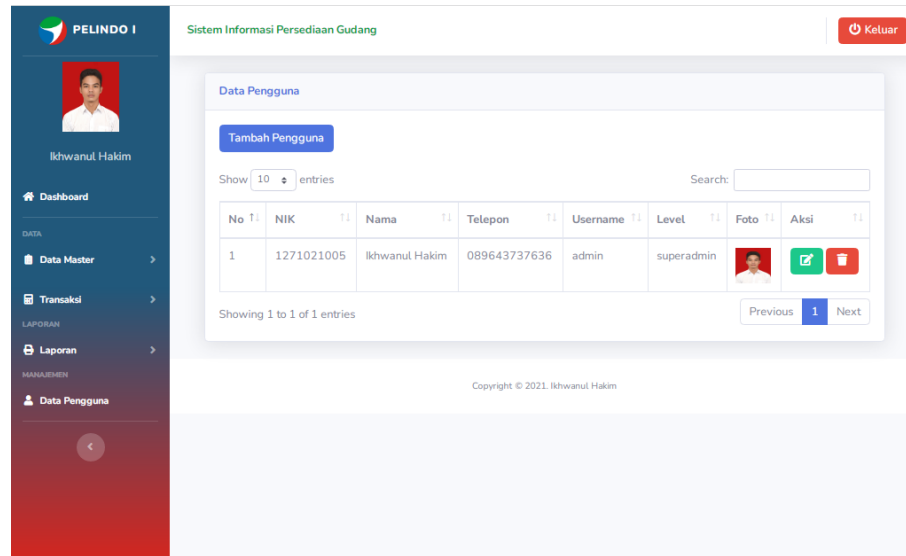 PELINDO I
Sistem Informasi Persediaan Gudang
Keluar
Ikhwanul Hakim
Dashboard
DATA
Data Master
Transaksi
LAPORAN
Laporan
MANAJEMEN
Data Pengguna
Data Pengguna
Tambah Pengguna
Show 10 entries
Search:
No NIK Nama Telepon Username Level Foto Aksi
1 1271021005 Ikhwanul Hakim 089643737636 admin superadmin
Showing 1 to 1 of 1 entries
Previous 1 Next
Copyright © 2021. Ikhwanul Hakim